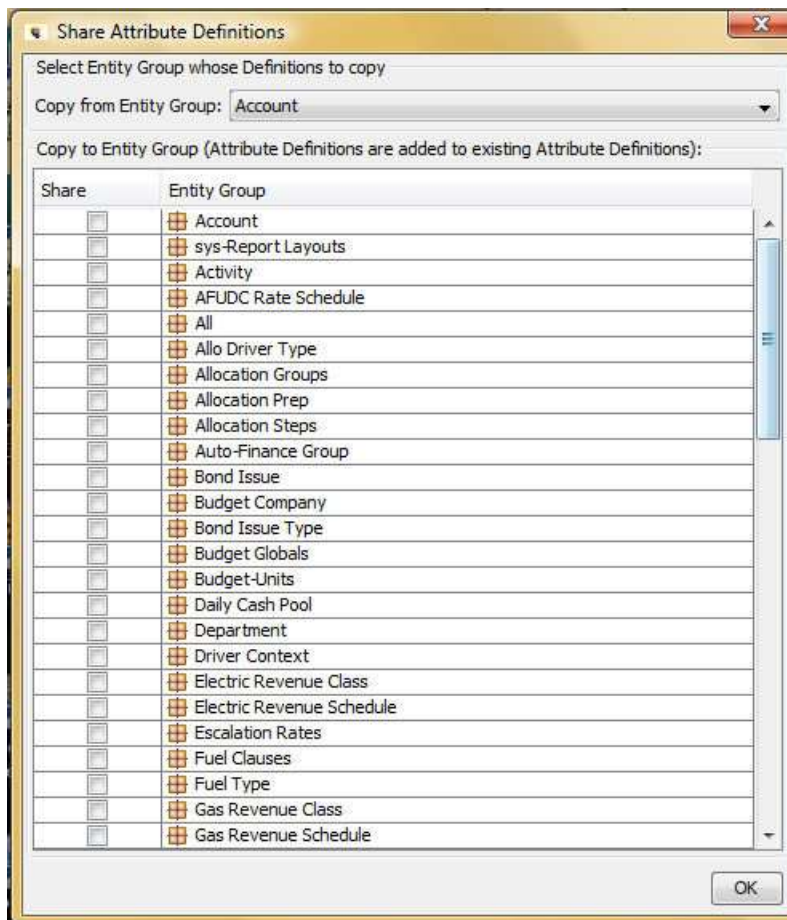 Share Attribute Definitions
Select Entity Group whose Definitions to copy
Copy from Entity Group: Account
Copy to Entity Group (Attribute Definitions are added to existing Attribute Definitions):
Share Entity Group
Account
sys-Report Layouts
Activity
AFUDC Rate Schedule
All
Allo Driver Type
Allocation Groups
Allocation Prep
Allocation Steps
Auto-Finance Group
Bond Issue
Budget Company
Bond Issue Type
Budget Globals
Budget-Units
Daily Cash Pool
Department
Driver Context
Electric Revenue Class
Electric Revenue Schedule
Escalation Rates
Fuel Clauses
Fuel Type
Gas Revenue Class
Gas Revenue Schedule
OK